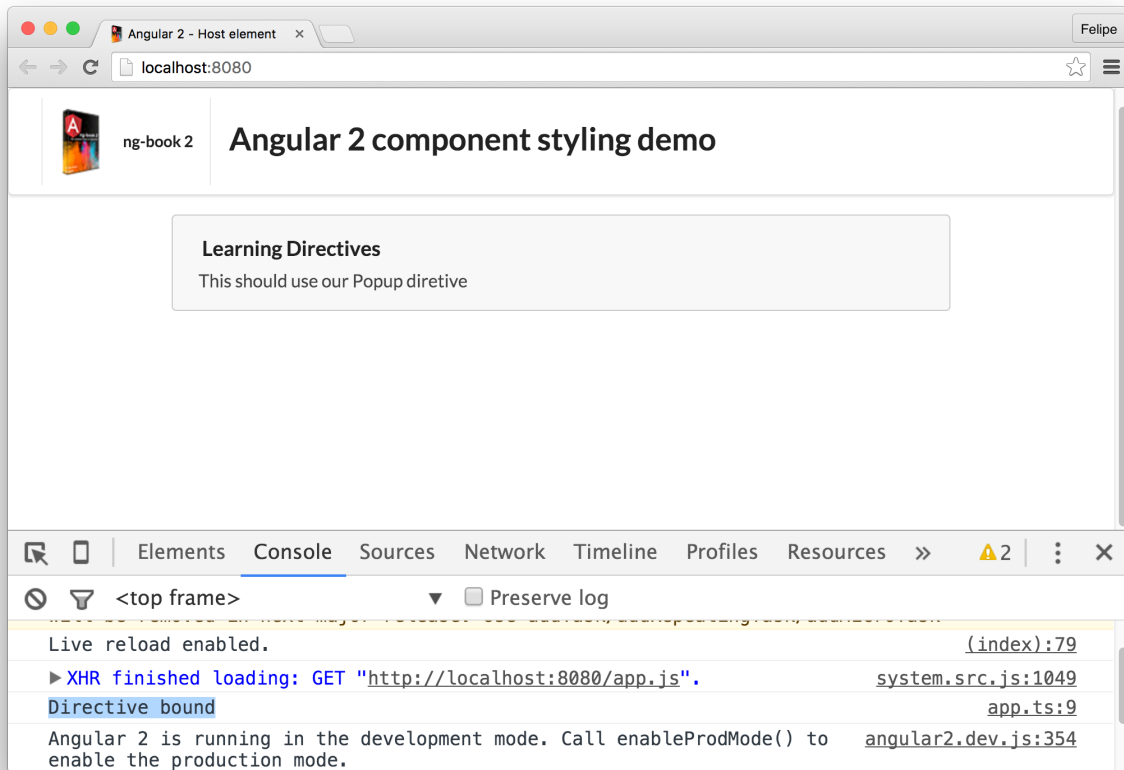 Angular 2 - Host element
Felipe
localhost:8080
ng-book 2
Angular 2 component styling demo
Learning Directives
This should use our Popup diretive
Elements Console Sources Network Timeline Profiles Resources » 2
<top frame> Preserve log
Live reload enabled. (index):79
XHR finished loading: GET "http://localhost:8080/app.js". system.src.js:1049
Directive bound app.ts:9
Angular 2 is running in the development mode. Call enableProdMode() to angular2.dev.js:354
enable the production mode.